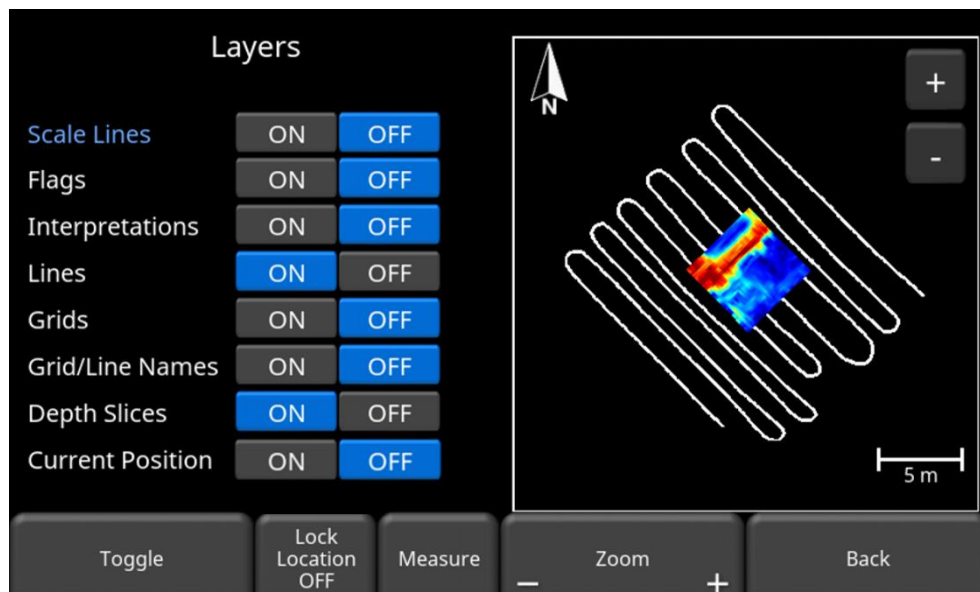 Layers
Scale Lines ON OFF
Flags ON OFF
Interpretations ON OFF
Lines ON OFF
Grids ON OFF
Grid/Line Names ON OFF
Depth Slices ON OFF
Current Position ON OFF
N
+
-
5 m
Toggle
Lock
Location
OFF
Measure
Zoom
− +
Back